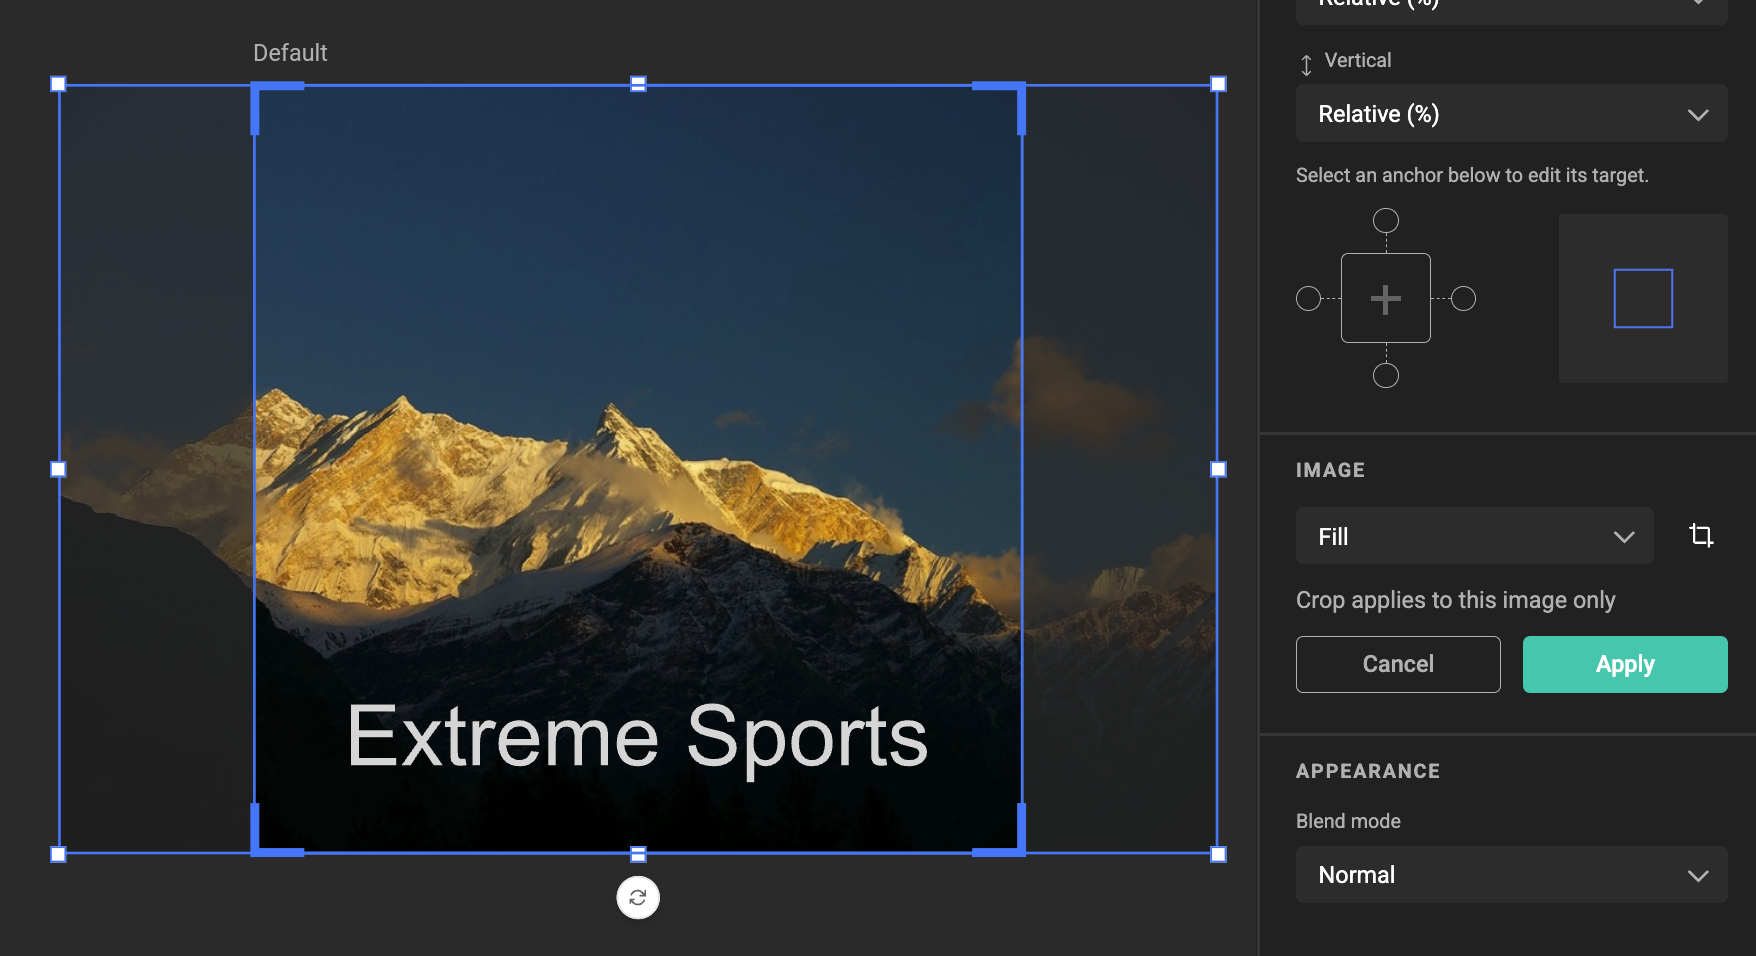 Default
Extreme Sports
Relative (%)
Vertical
Relative (%)
Select an anchor below to edit its target.
IMAGE
Fill
Crop applies to this image only
Cancel
Apply
APPEARANCE
Blend mode
Normal